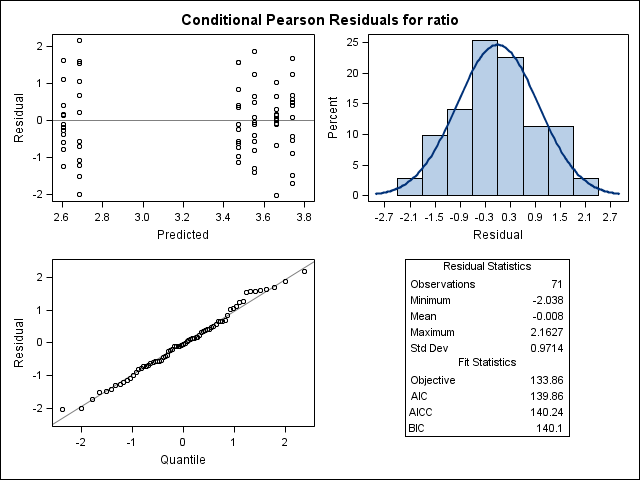 Conditional Pearson Residuals for ratio
2
1
0
-1
-2
Residual
2.6 2.8 3.0 3.2 3.4 3.6 3.8
Predicted
25
20
15
10
5
0
Percent
-2.7 -2.1 -1.5 -0.9 -0.3 0.3 0.9 1.5 2.1 2.7
Residual
2
1
0
-1
-2
Residual
-2 -1 0 1 2
Quantile
Residual Statistics
Observations 71
Minimum -2.038
Mean -0.008
Maximum 2.1627
Std Dev 0.9714
Fit Statistics
Objective 133.86
AIC 139.86
AICC 140.24
BIC 140.1